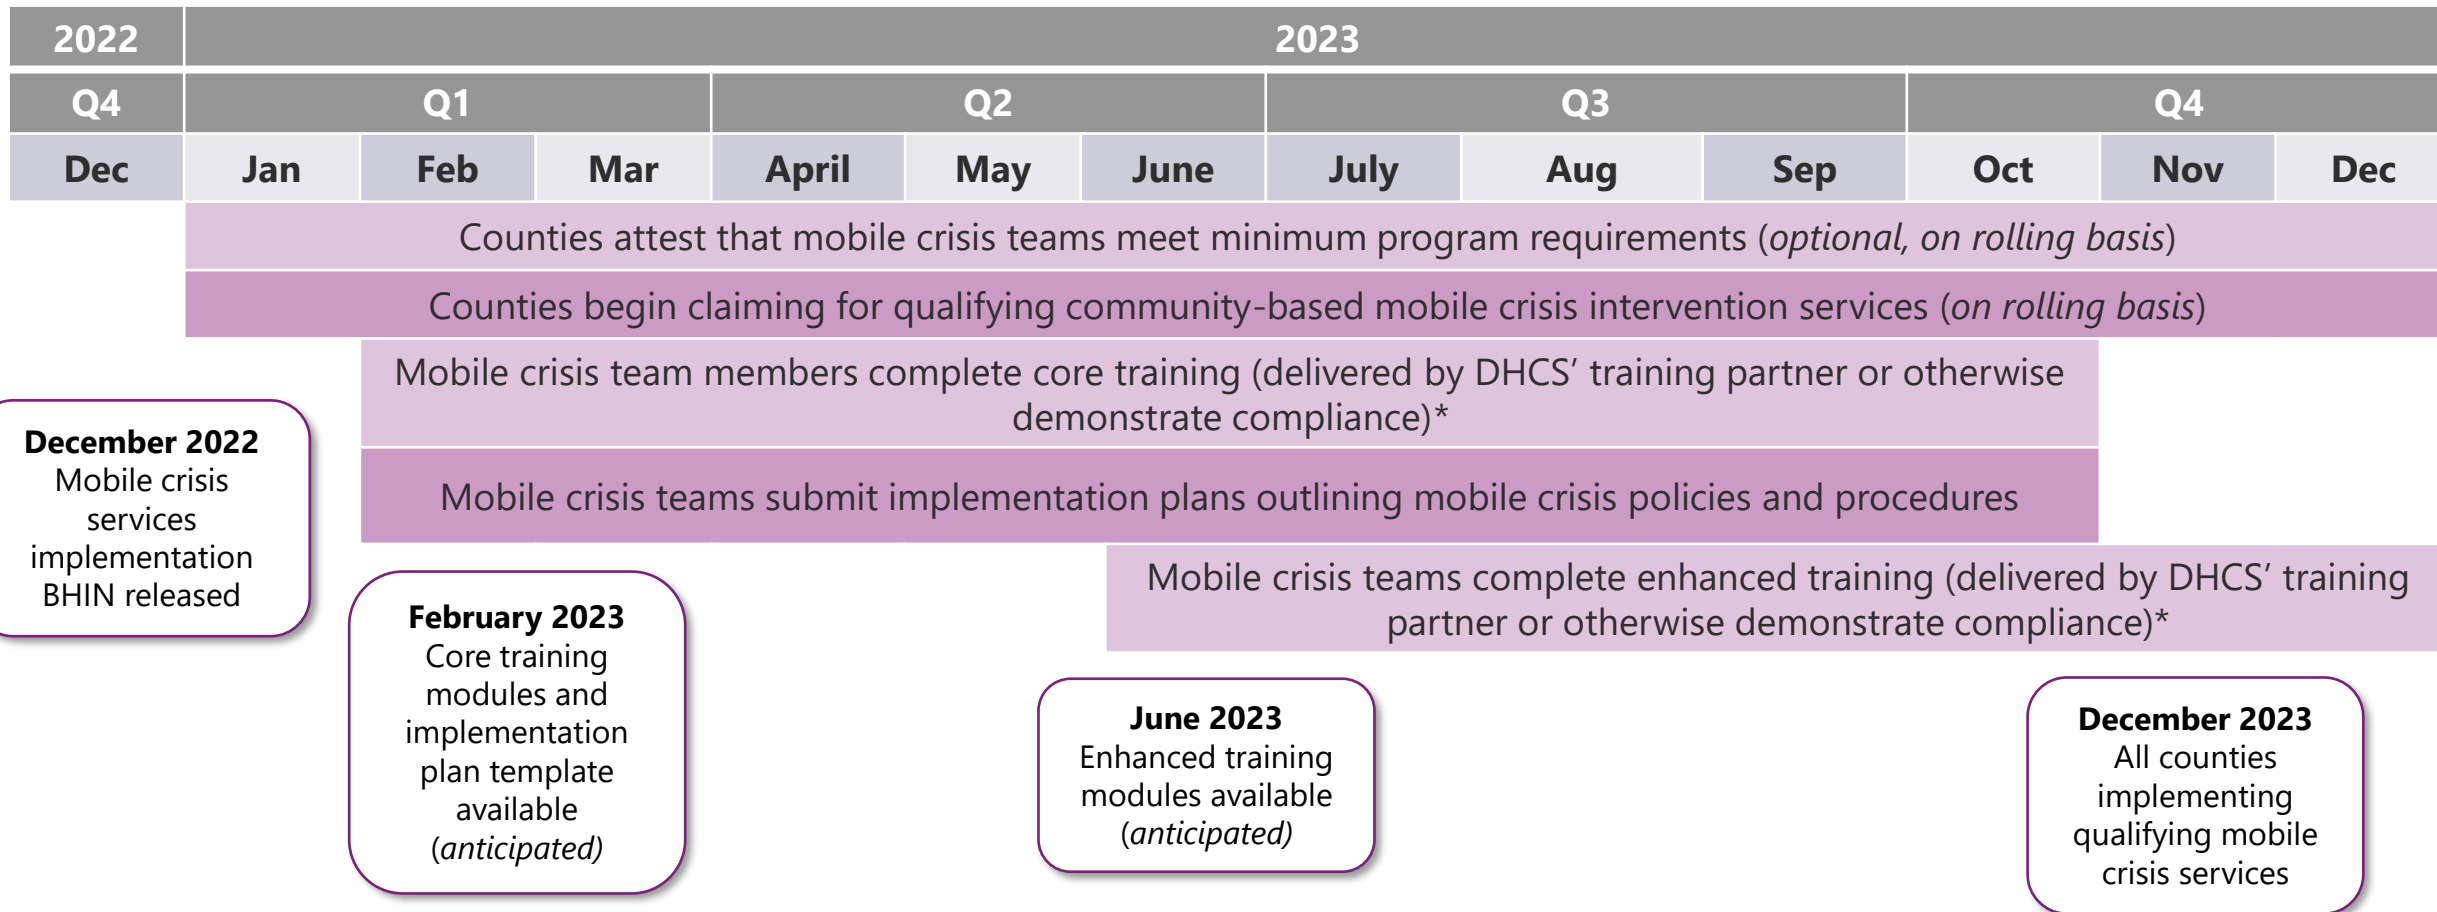 2022 2023
Q4 Q1 Q2 Q3 Q4
Dec Jan Feb Mar April May June July Aug Sep Oct Nov Dec
Counties attest that mobile crisis teams meet minimum program requirements (optional, on rolling basis)
Counties begin claiming for qualifying community-based mobile crisis intervention services (on rolling basis)
Mobile crisis team members complete core training (delivered by DHCS’ training partner or otherwise
demonstrate compliance)*
Mobile crisis teams submit implementation plans outlining mobile crisis policies and procedures
Mobile crisis teams complete enhanced training (delivered by DHCS’ training
partner or otherwise demonstrate compliance)*
December 2022
Mobile crisis
services
implementation
BHIN released
February 2023
Core training
modules and
implementation
plan template
available
(anticipated)
June 2023
Enhanced training
modules available
(anticipated)
December 2023
All counties
implementing
qualifying mobile
crisis services